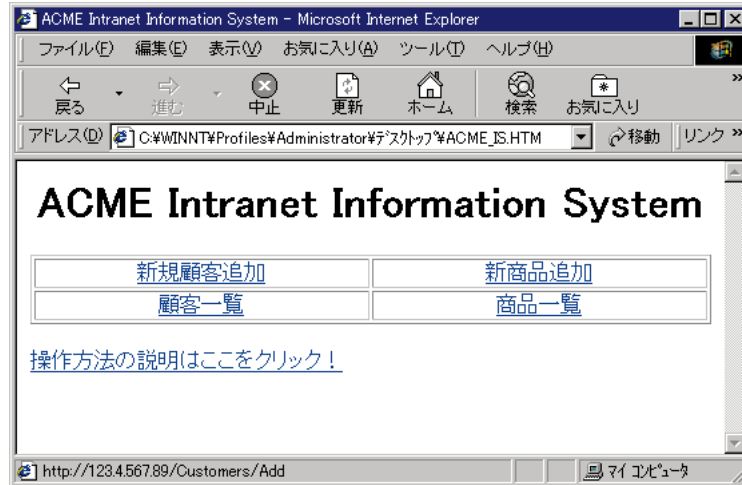 ACME Intranet Information System - Microsoft Internet Explorer
ファイル(F) 編集(E) 表示(V) お気に入り(A) ツール(T) ヘルプ(H)
戻る 進む 中止 更新 ホーム 検索 お気に入り »
アドレス(D) C:¥WINNT¥Profiles¥Administrator¥ﾃﾞｽｸﾄｯﾌﾟ¥ACME_IS.HTM 移動 リンク »
ACME Intranet Information System
新規顧客追加 新商品追加
顧客一覧 商品一覧
操作方法の説明はここをクリック！
http://123.4.567.89/Customers/Add ﾏｲ ｺﾝﾋﾟｭｰﾀ